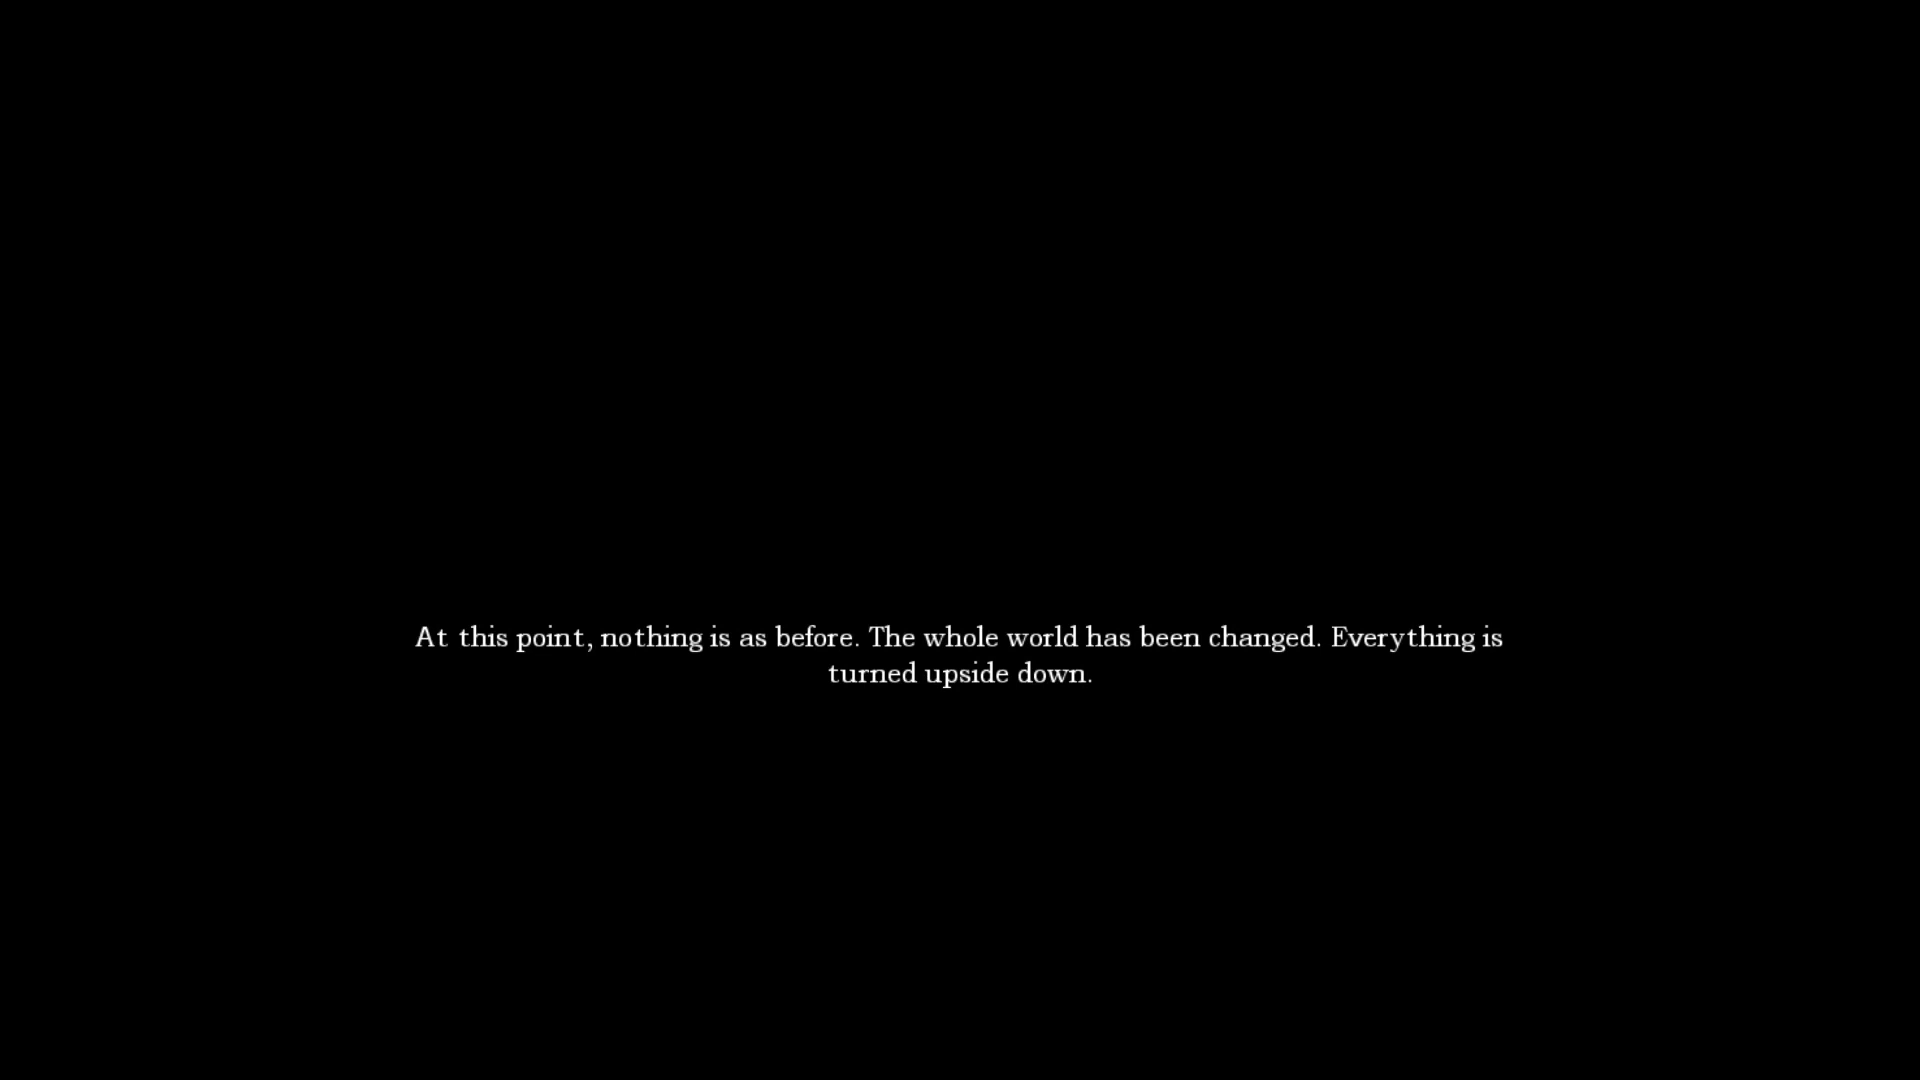 At this point, nothing is as before. The whole world has been changed. Everything is
turned upside down.